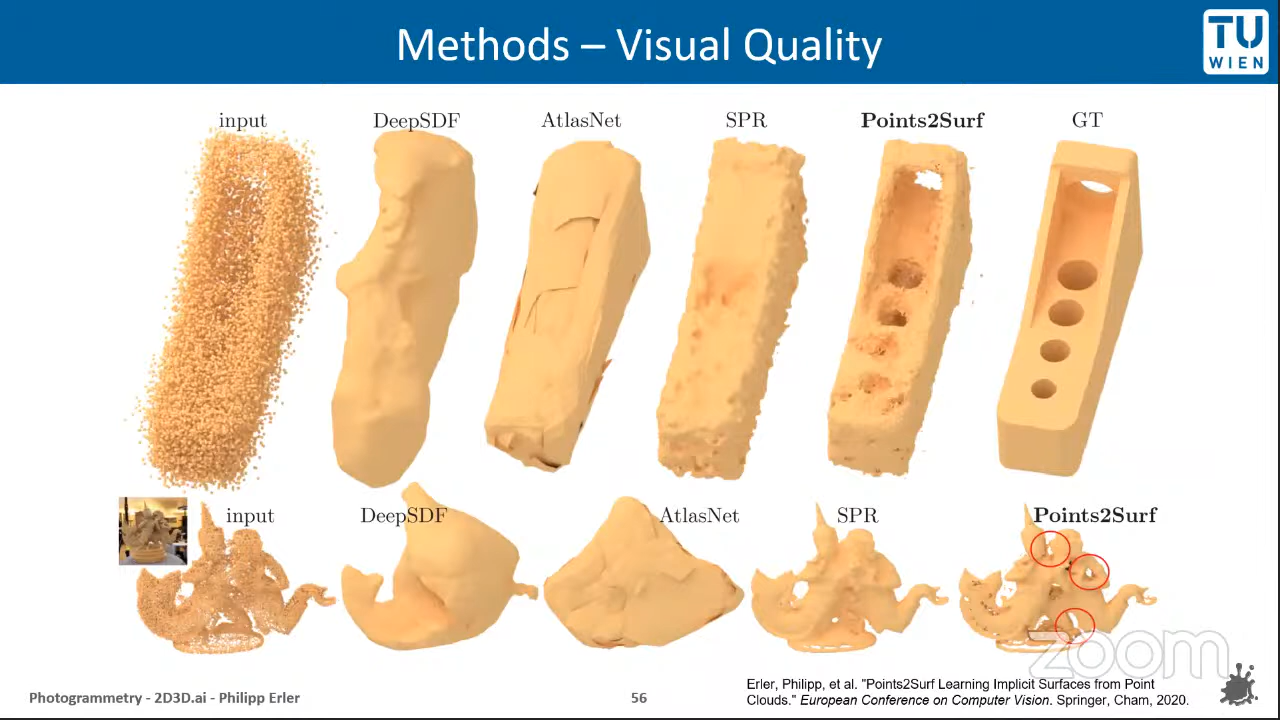 Methods – Visual Quality
TU
WIEN
input
DeepSDF
AtlasNet
SPR
Points2Surf
GT
input
DeepSDF
AtlasNet
SPR
Points2Surf
zoom
Photogrammetry - 2D3D.ai - Philipp Erler
56
Erler, Philipp, et al. "Points2Surf Learning Implicit Surfaces from Point
Clouds." European Conference on Computer Vision. Springer, Cham, 2020.